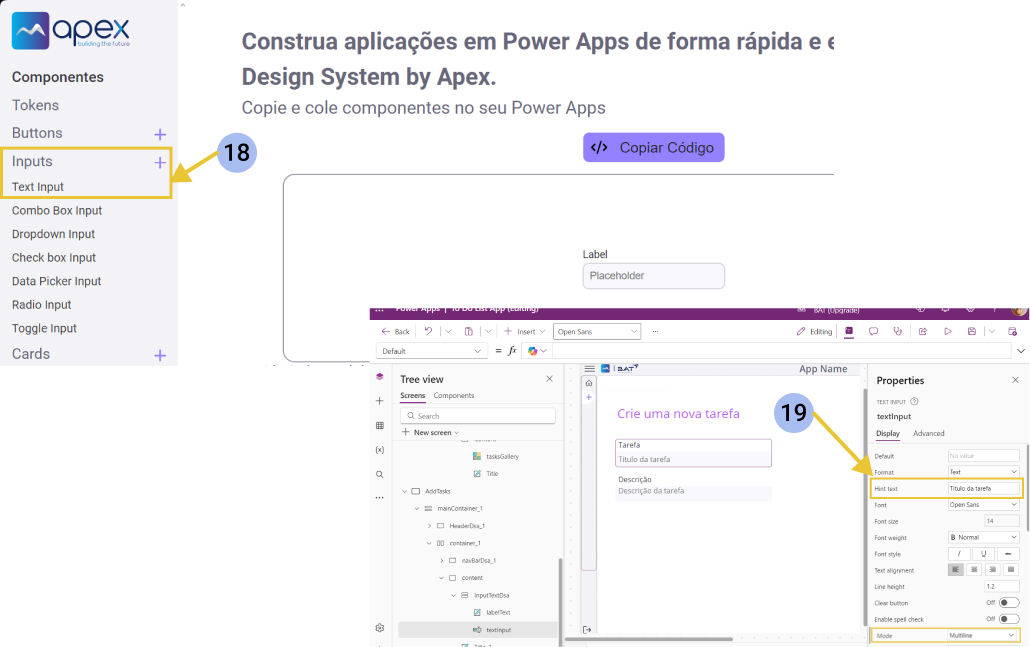 apex
building the future
Componentes
Tokens
Buttons
Inputs
Text Input
Combo Box Input
Dropdown Input
Check box Input
Data Picker Input
Radio Input
Toggle Input
Cards
18
Construa aplicações em Power Apps de forma rápida e e
Design System by Apex.
Copie e cole componentes no seu Power Apps
</> Copiar Código
Label
Placeholder
Power Apps | To Do List App (Editing)
BAT (Upgrade)
Back
Insert
Open Sans
Editing
Default
= fx
Tree view
Screens
Components
Search
New screen
tasksGallery
Title
AddTasks
mainContainer_1
HeaderDsa_1
container_1
navBarDsa_1
content
InputTextDsa
labelText
textInput
Title_1
BAT
App Name
Crie uma nova tarefa
Tarefa
Título da tarefa
Descrição
Descrição da tarefa
19
Properties
TEXT INPUT
textInput
Display
Advanced
Default No value
Format Text
Hint text Título da tarefa
Font Open Sans
Font size 14
Font weight B Normal
Font style / U
Text alignment
Line height 1.2
Clear button Off
Enable spell check Off
Mode Multiline